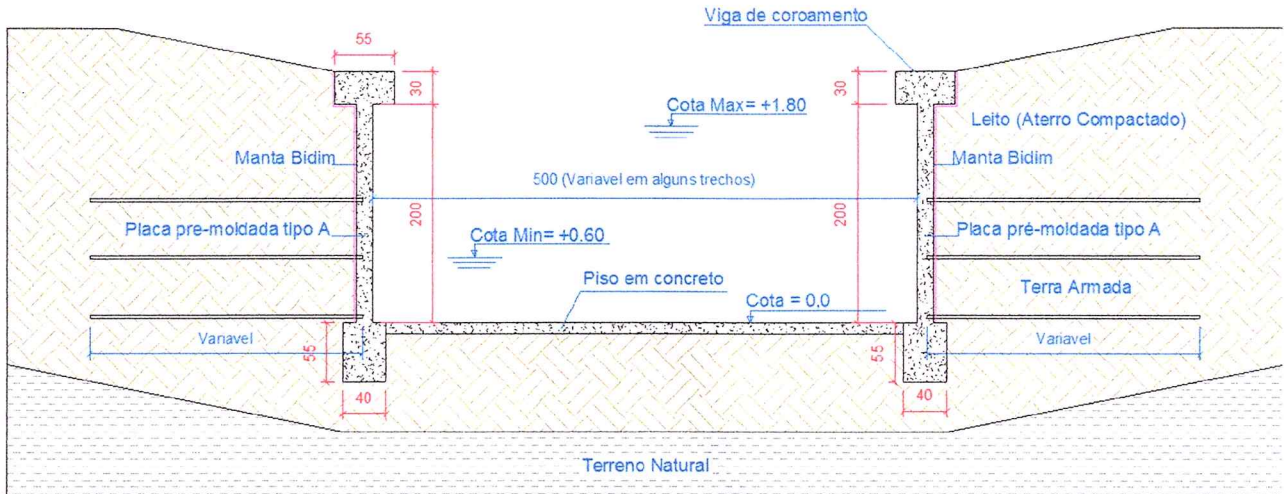 Viga de coroamento
55
30
30
Cota Max= +1.80
Leito (Aterro Compactado)
Manta Bidim
Manta Bidim
500 (Variavel em alguns trechos)
200
200
Placa pre-moldada tipo A
Placa pré-moldada tipo A
Cota Min= +0.60
Piso em concreto
Terra Armada
Cota = 0,0
Variavel
Variavel
55
55
40
40
Terreno Natural